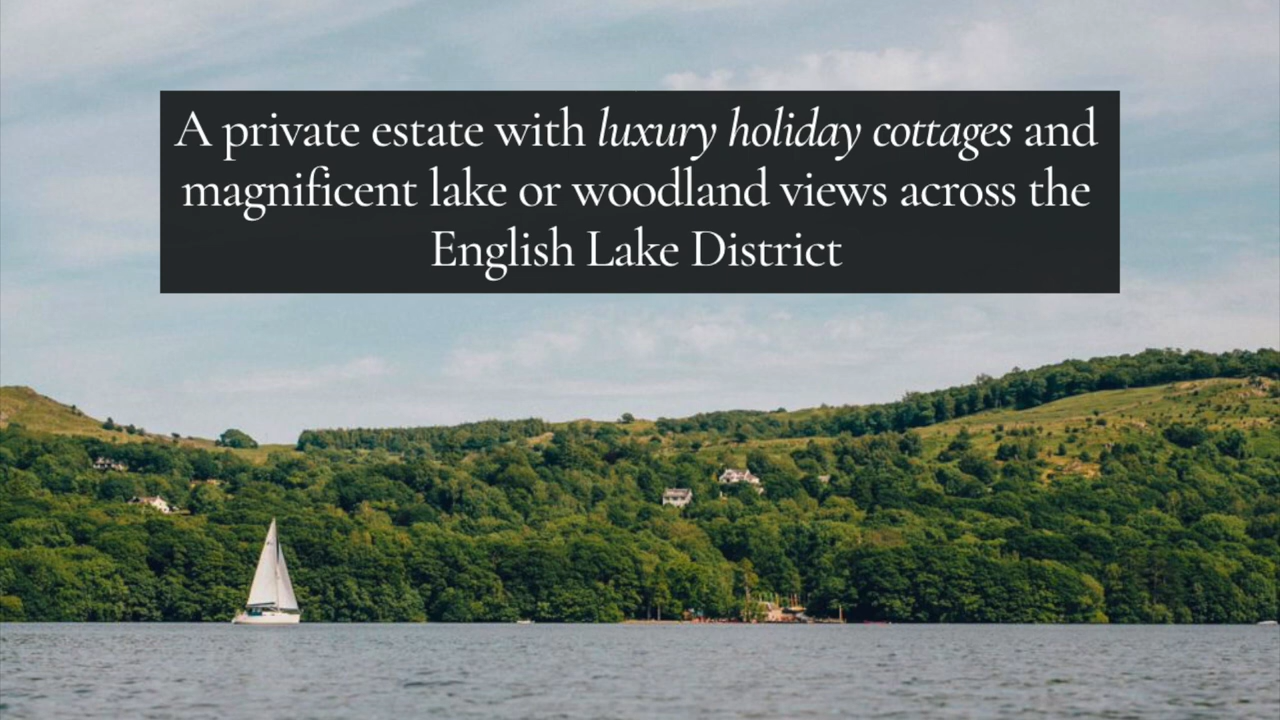 A private estate with luxury holiday cottages and
magnificent lake or woodland views across the
English Lake District